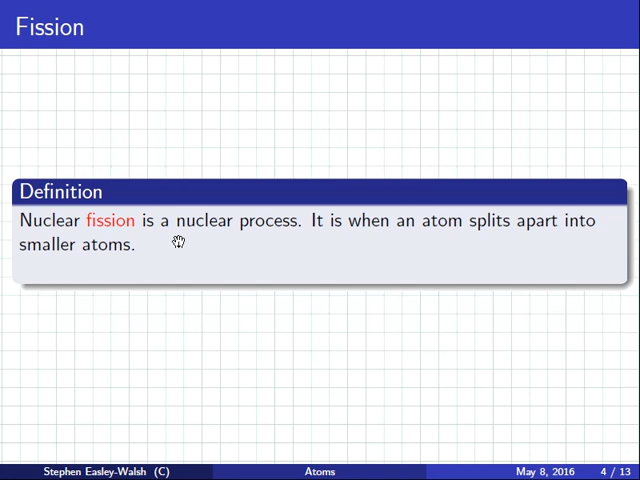 Fission
Definition
Nuclear fission is a nuclear process. It is when an atom splits apart into
smaller atoms.
Stephen Easley-Walsh (C) Atoms May 8, 2016 4 / 13